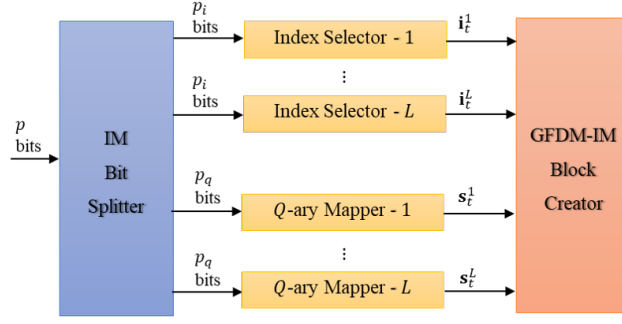 p
bits
IM
Bit
Splitter
p_i
bits
Index Selector - 1
i_t^1
⋮
p_i
bits
Index Selector - L
i_t^L
p_q
bits
Q-ary Mapper - 1
s_t^1
⋮
p_q
bits
Q-ary Mapper - L
s_t^L
GFDM-IM
Block
Creator